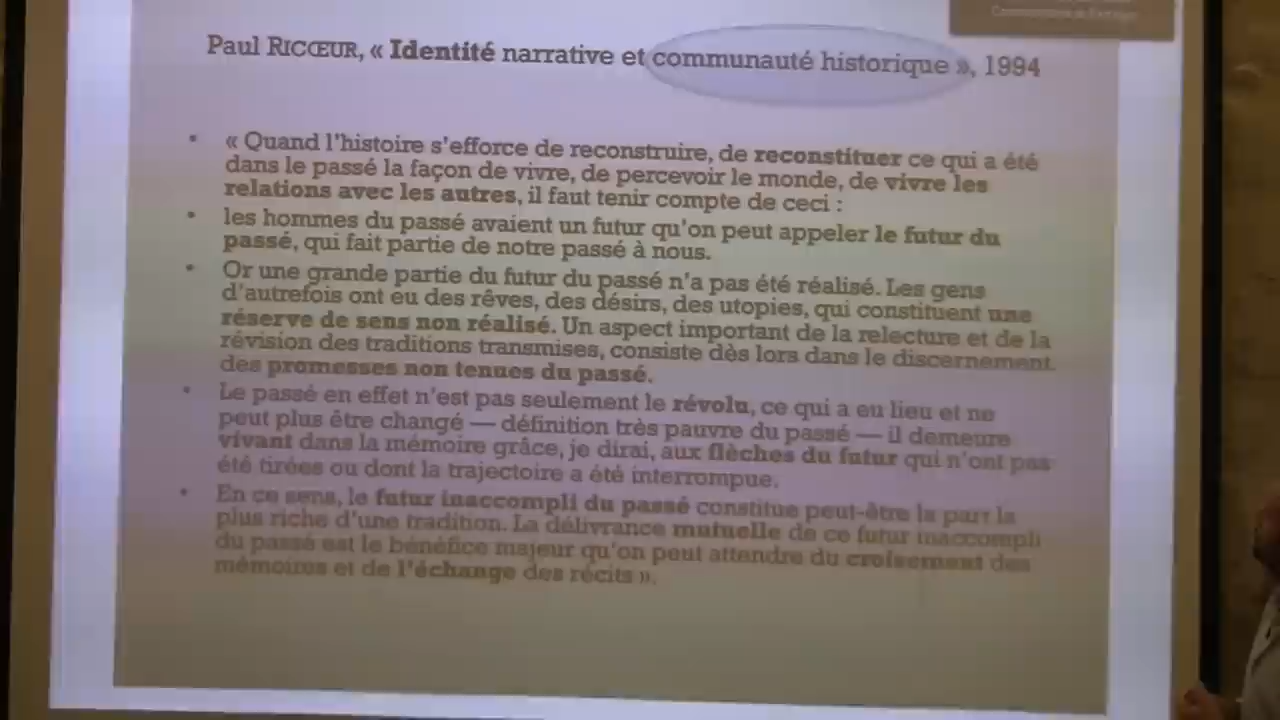 Paul RICŒUR, « Identité narrative et communauté historique », 1994
• « Quand l'histoire s'efforce de reconstruire, de reconstituer ce qui a été
dans le passé la façon de vivre, de percevoir le monde, de vivre les
relations avec les autres, il faut tenir compte de ceci :
• les hommes du passé avaient un futur qu'on peut appeler le futur du
passé, qui fait partie de notre passé à nous.
• Or une grande partie du futur du passé n'a pas été réalisé. Les gens
d'autrefois ont eu des rêves, des désirs, des utopies, qui constituent une
réserve de sens non réalisé. Un aspect important de la relecture et de la
révision des traditions transmises, consiste dès lors dans le discernement
des promesses non tenues du passé.
• Le passé en effet n'est pas seulement le révolu, ce qui a eu lieu et ne
peut plus être changé — définition très pauvre du passé — il demeure
vivant dans la mémoire grâce, je dirai, aux flèches du futur qui n'ont pas
été tirées ou dont la trajectoire a été interrompue.
• En ce sens, le futur inaccompli du passé constitue peut-être la part la
plus riche d'une tradition. La délivrance mutuelle de ce futur inaccompli
du passé est le bénéfice majeur qu'on peut attendre du croisement des
mémoires et de l'échange des récits ».